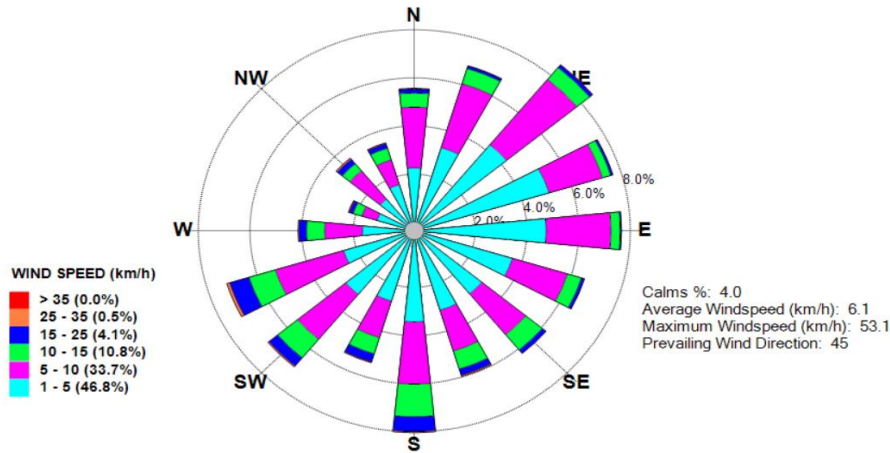 N
NW
NE
8.0%
6.0%
4.0%
2.0%
W
E
WIND SPEED (km/h)
> 35 (0.0%)
25 - 35 (0.5%)
15 - 25 (4.1%)
10 - 15 (10.8%)
5 - 10 (33.7%)
1 - 5 (46.8%)
Calms %: 4.0
Average Windspeed (km/h): 6.1
Maximum Windspeed (km/h): 53.1
Prevailing Wind Direction: 45
SW
SE
S